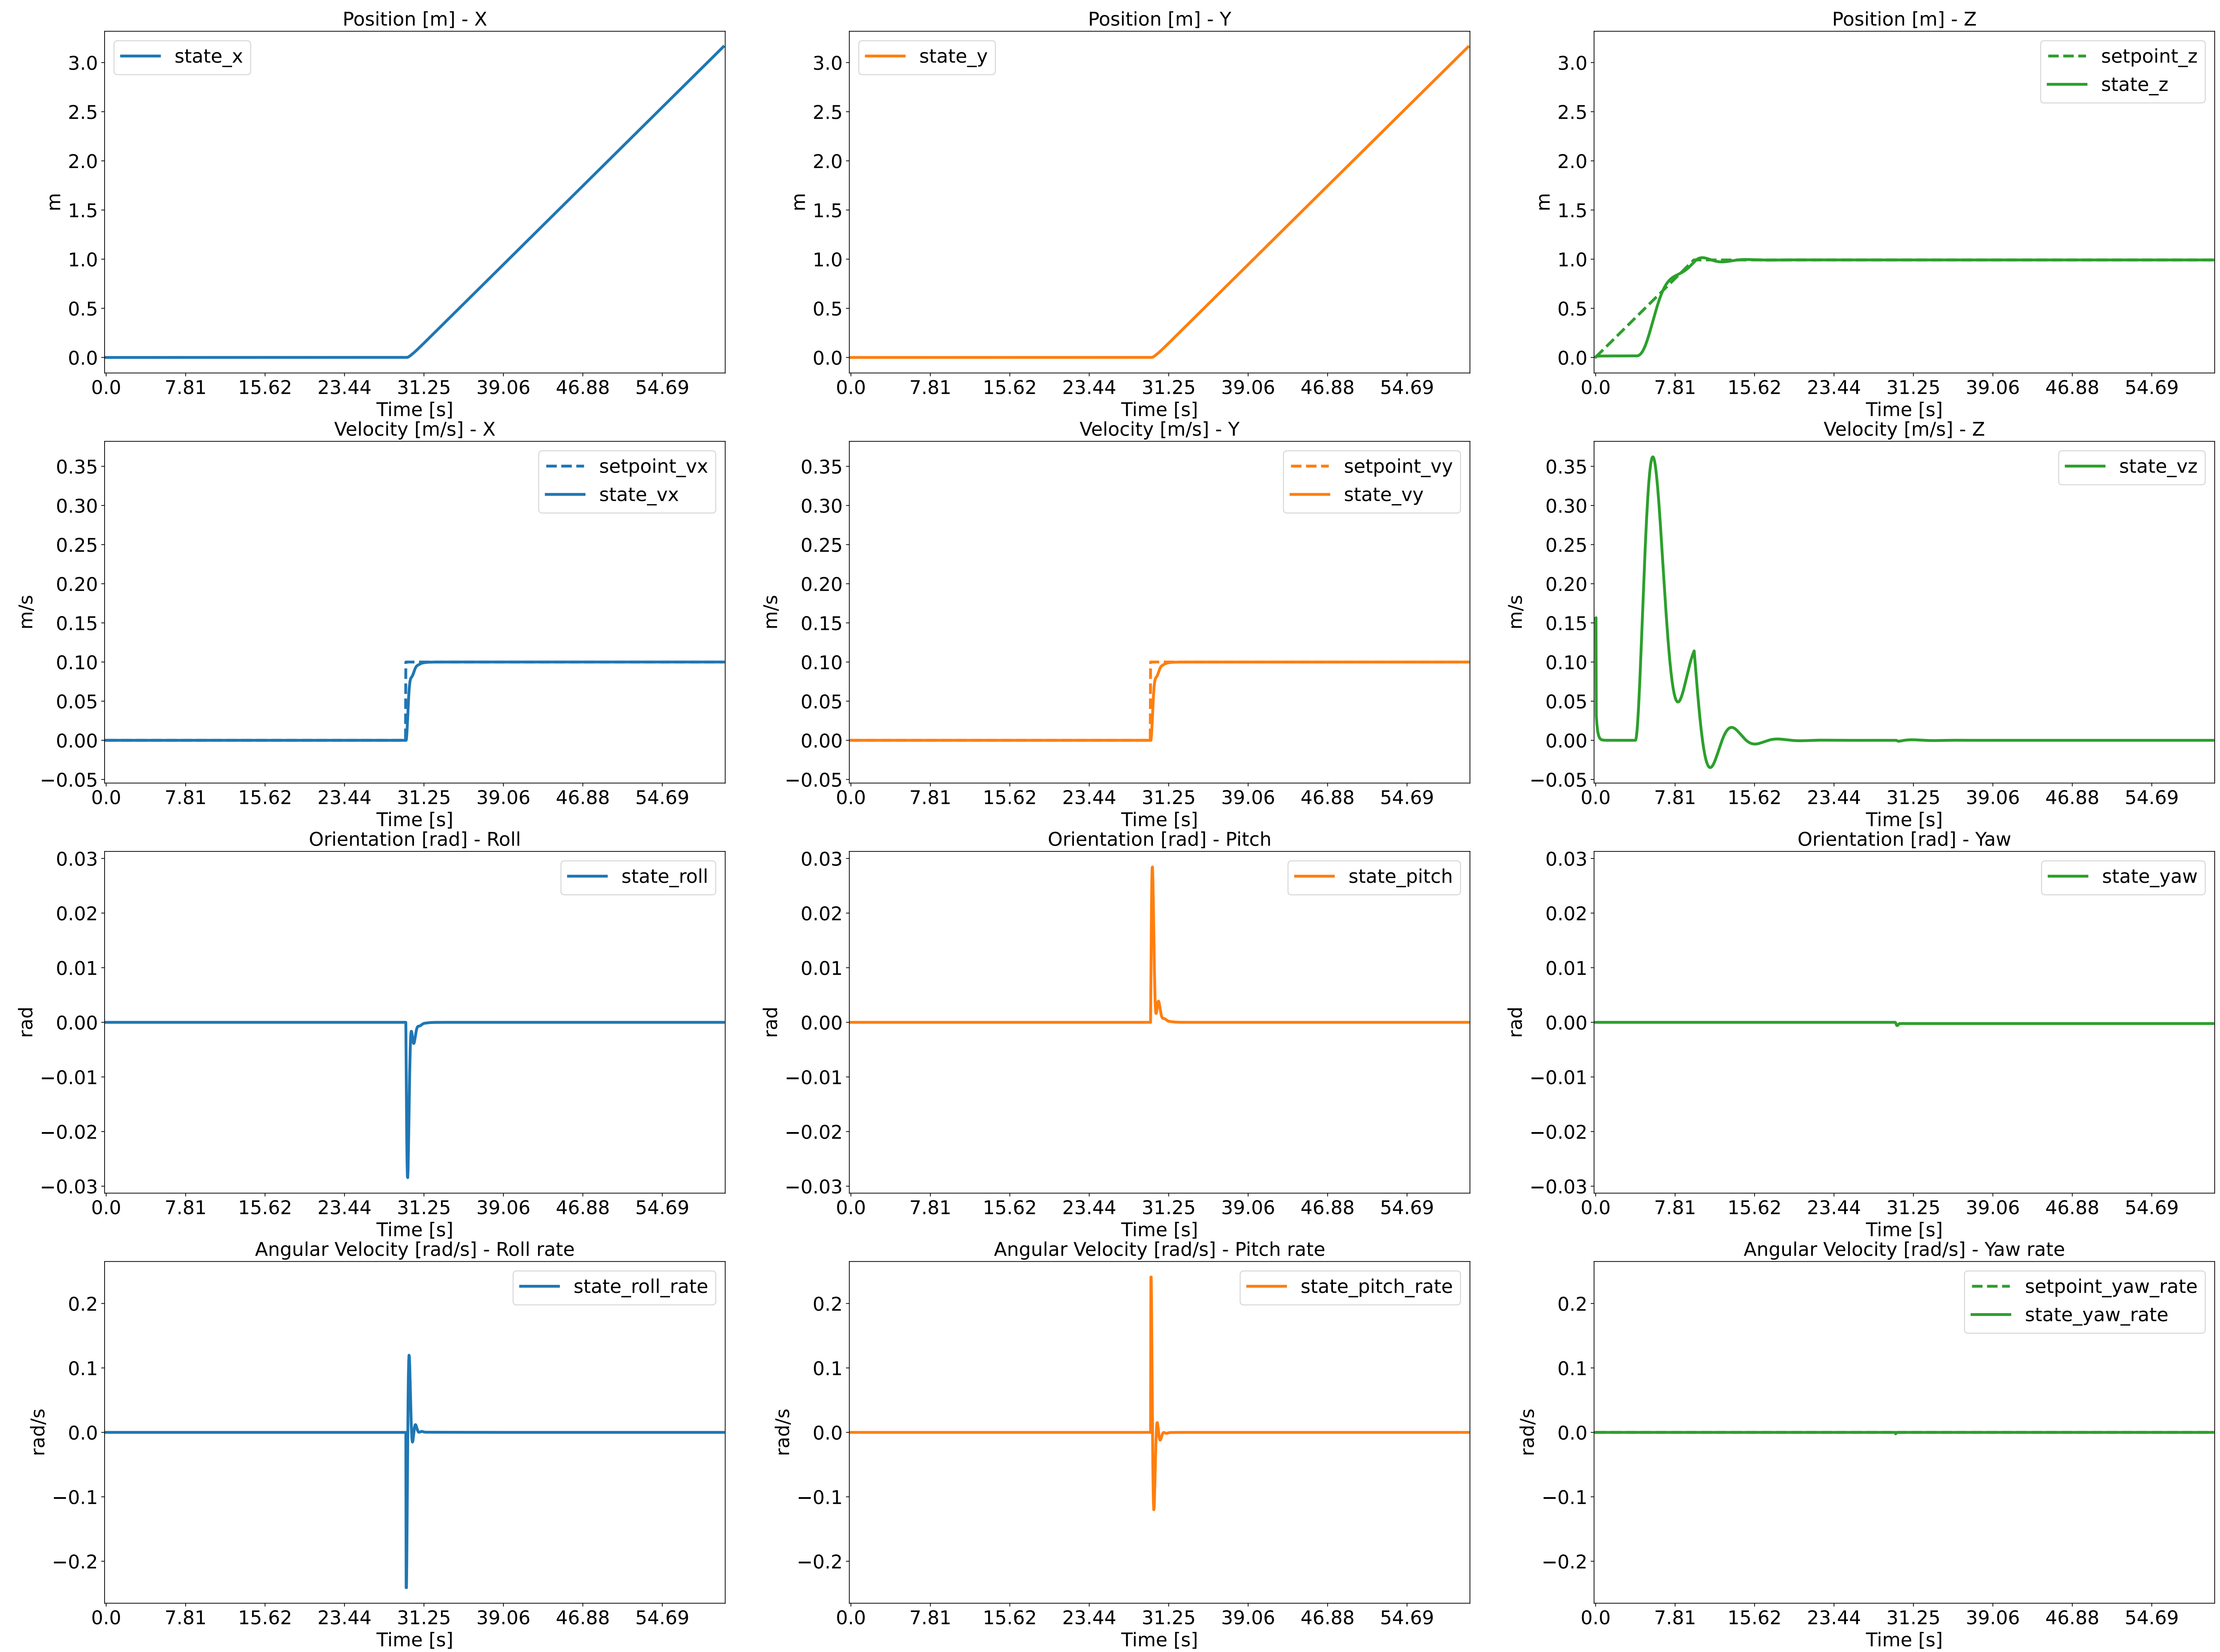 Position [m] - X
state_x
3.0
2.5
2.0
1.5
1.0
0.5
0.0
m
0.0 7.81 15.62 23.44 31.25 39.06 46.88 54.69
Time [s]
Position [m] - Y
state_y
3.0
2.5
2.0
1.5
1.0
0.5
0.0
m
0.0 7.81 15.62 23.44 31.25 39.06 46.88 54.69
Time [s]
Position [m] - Z
setpoint_z
state_z
3.0
2.5
2.0
1.5
1.0
0.5
0.0
m
0.0 7.81 15.62 23.44 31.25 39.06 46.88 54.69
Time [s]
Velocity [m/s] - X
setpoint_vx
state_vx
0.35
0.30
0.25
0.20
0.15
0.10
0.05
0.00
−0.05
m/s
0.0 7.81 15.62 23.44 31.25 39.06 46.88 54.69
Time [s]
Velocity [m/s] - Y
setpoint_vy
state_vy
0.35
0.30
0.25
0.20
0.15
0.10
0.05
0.00
−0.05
m/s
0.0 7.81 15.62 23.44 31.25 39.06 46.88 54.69
Time [s]
Velocity [m/s] - Z
state_vz
0.35
0.30
0.25
0.20
0.15
0.10
0.05
0.00
−0.05
m/s
0.0 7.81 15.62 23.44 31.25 39.06 46.88 54.69
Time [s]
Orientation [rad] - Roll
state_roll
0.03
0.02
0.01
0.00
−0.01
−0.02
−0.03
rad
0.0 7.81 15.62 23.44 31.25 39.06 46.88 54.69
Time [s]
Orientation [rad] - Pitch
state_pitch
0.03
0.02
0.01
0.00
−0.01
−0.02
−0.03
rad
0.0 7.81 15.62 23.44 31.25 39.06 46.88 54.69
Time [s]
Orientation [rad] - Yaw
state_yaw
0.03
0.02
0.01
0.00
−0.01
−0.02
−0.03
rad
0.0 7.81 15.62 23.44 31.25 39.06 46.88 54.69
Time [s]
Angular Velocity [rad/s] - Roll rate
state_roll_rate
0.2
0.1
0.0
−0.1
−0.2
rad/s
0.0 7.81 15.62 23.44 31.25 39.06 46.88 54.69
Time [s]
Angular Velocity [rad/s] - Pitch rate
state_pitch_rate
0.2
0.1
0.0
−0.1
−0.2
rad/s
0.0 7.81 15.62 23.44 31.25 39.06 46.88 54.69
Time [s]
Angular Velocity [rad/s] - Yaw rate
setpoint_yaw_rate
state_yaw_rate
0.2
0.1
0.0
−0.1
−0.2
rad/s
0.0 7.81 15.62 23.44 31.25 39.06 46.88 54.69
Time [s]